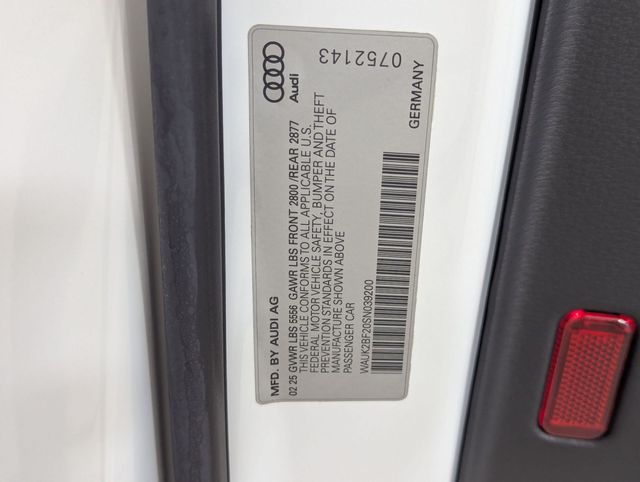 Audi
0752143
MFD. BY AUDI AG
GERMANY
02 25 GVWR LBS 5556 GAWR LBS FRONT 2800 /REAR 2877
THIS VEHICLE CONFORMS TO ALL APPLICABLE U.S.
FEDERAL MOTOR VEHICLE SAFETY, BUMPER AND THEFT
PREVENTION STANDARDS IN EFFECT ON THE DATE OF
MANUFACTURE SHOWN ABOVE
PASSENGER CAR
WAUK2BF20SN039200